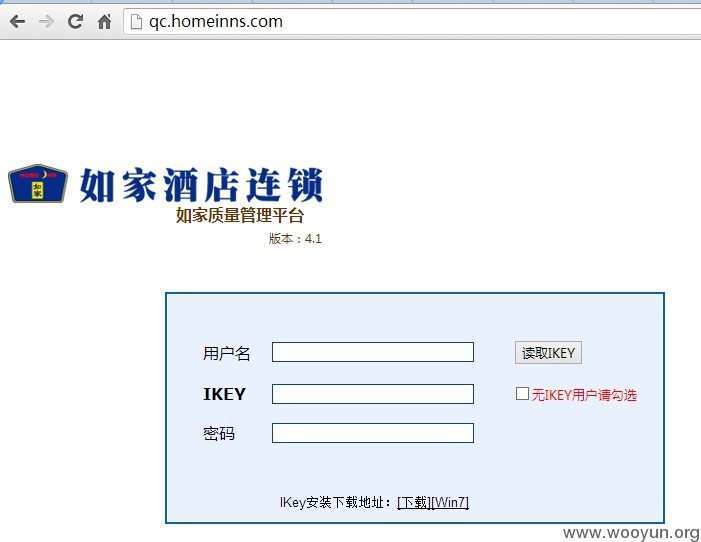 qc.homeinns.com
如家酒店连锁
如家
如家质量管理平台
版本：4.1
用户名
读取IKEY
IKEY
无IKEY用户请勾选
密码
IKey安装下载地址：[下载][Win7]
www.wooyun.org